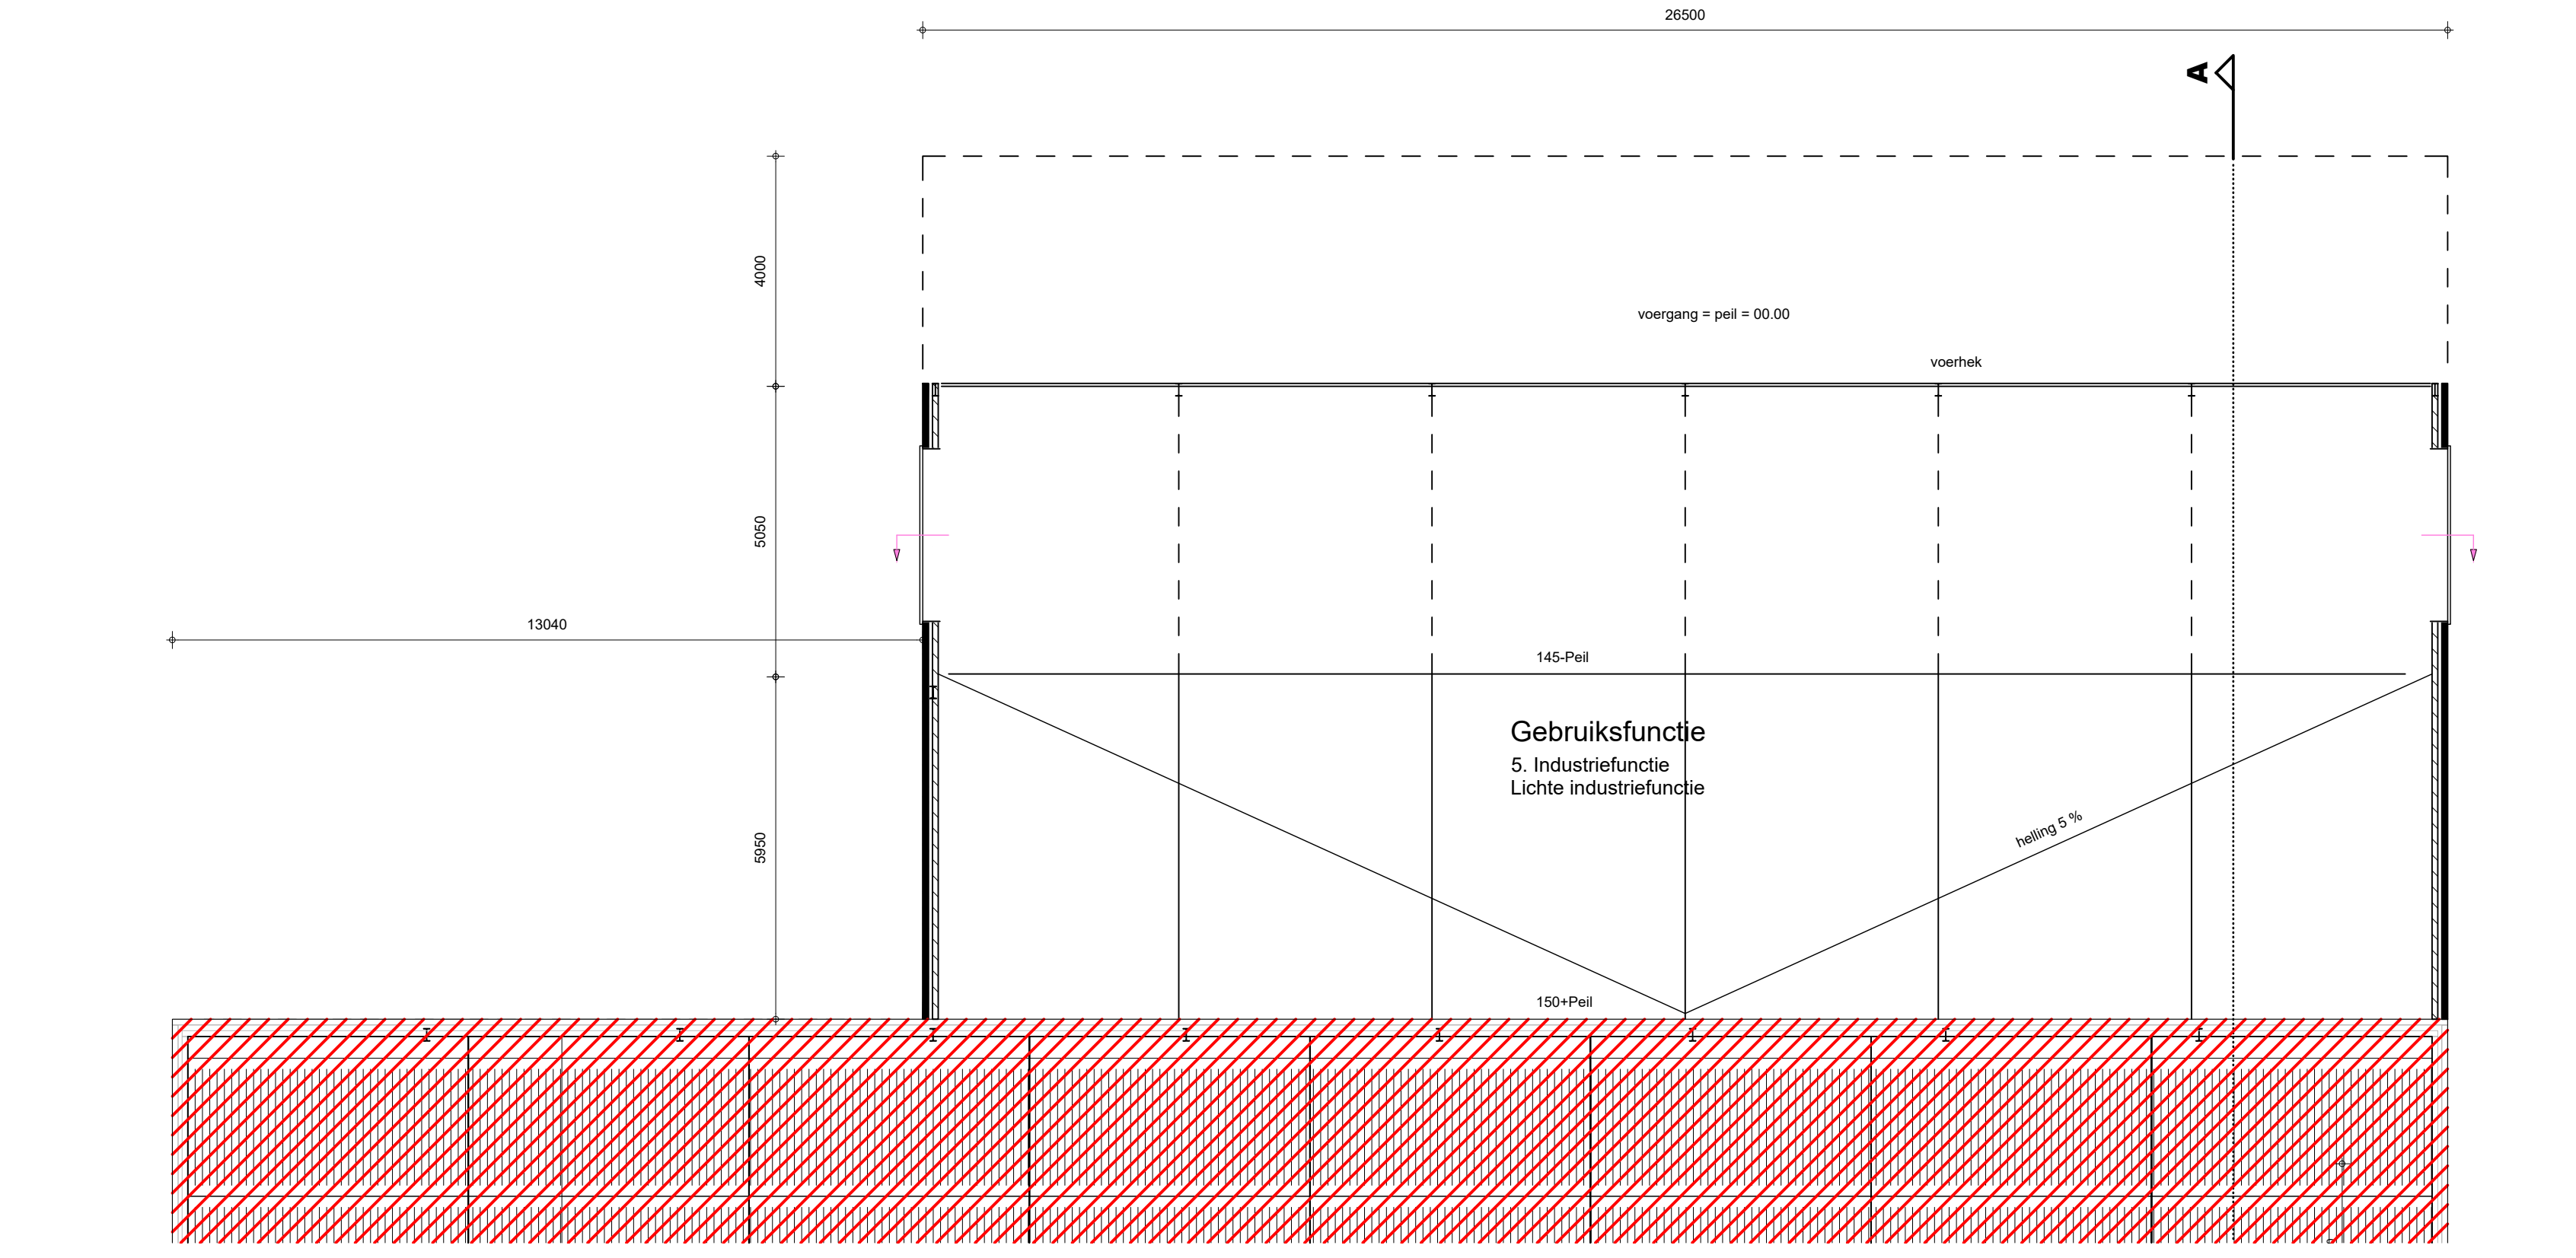 26500
A
4000
voergang = peil = 00.00
voerhek
5050
13040
145-Peil
Gebruiksfunctie
5. Industriefunctie
Lichte industriefunctie
helling 5 %
5950
150+Peil